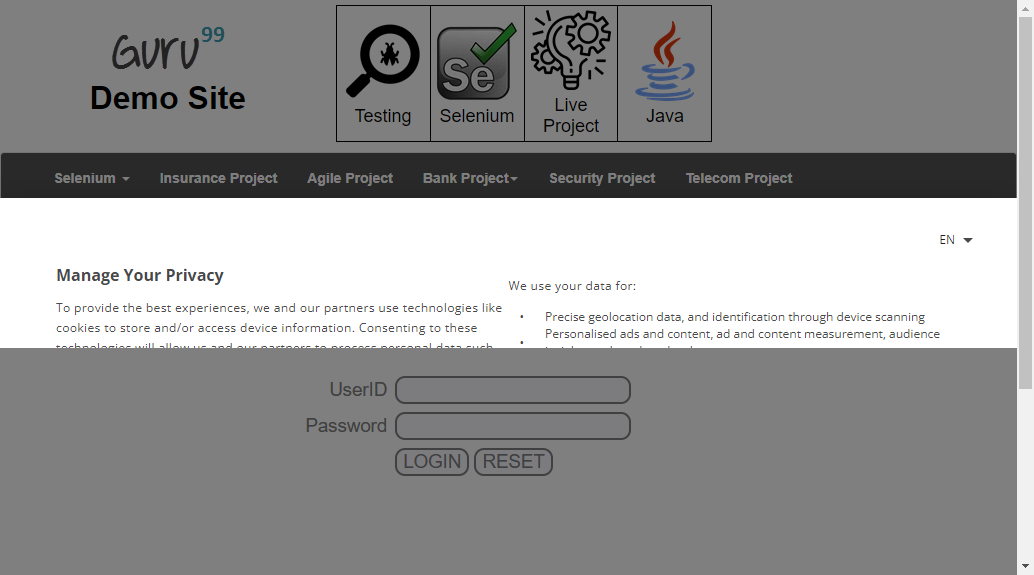 Guru99
Demo Site
Testing
Se
Selenium
Live
Project
Java
Selenium
Insurance Project
Agile Project
Bank Project
Security Project
Telecom Project
EN
Manage Your Privacy
To provide the best experiences, we and our partners use technologies like
cookies to store and/or access device information. Consenting to these
technologies will allow us and our partners to process personal data such
We use your data for:
• Precise geolocation data, and identification through device scanning
• Personalised ads and content, ad and content measurement, audience
UserID
Password
LOGIN RESET